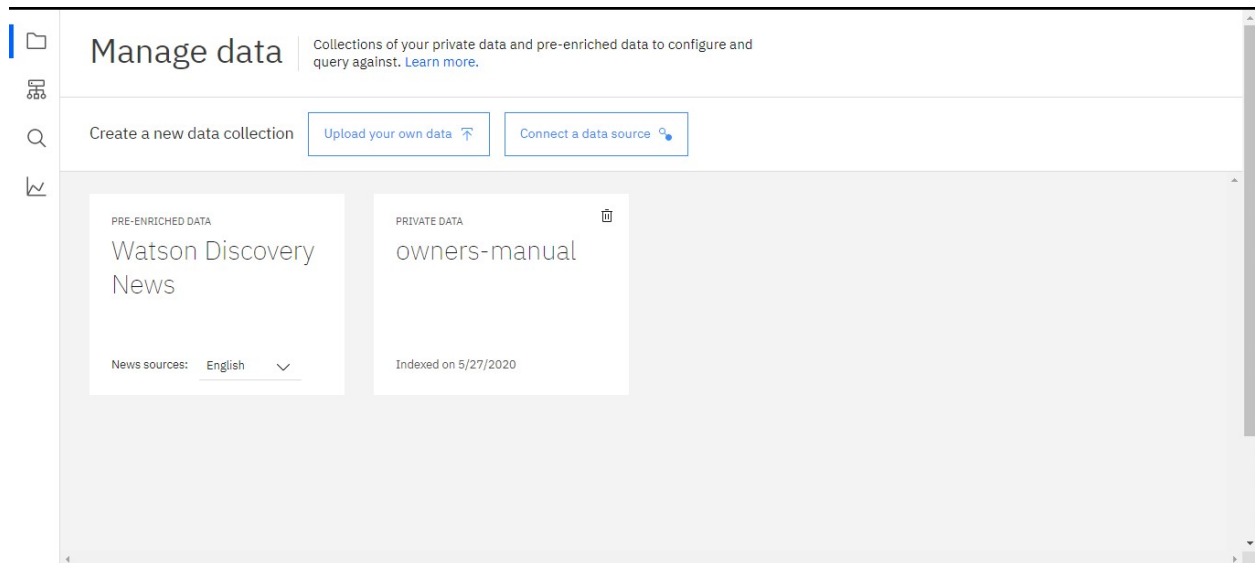 Manage data
Collections of your private data and pre-enriched data to configure and
query against. Learn more.
Create a new data collection
Upload your own data
Connect a data source
PRE-ENRICHED DATA
Watson Discovery
News
News sources: English
PRIVATE DATA
owners-manual
Indexed on 5/27/2020